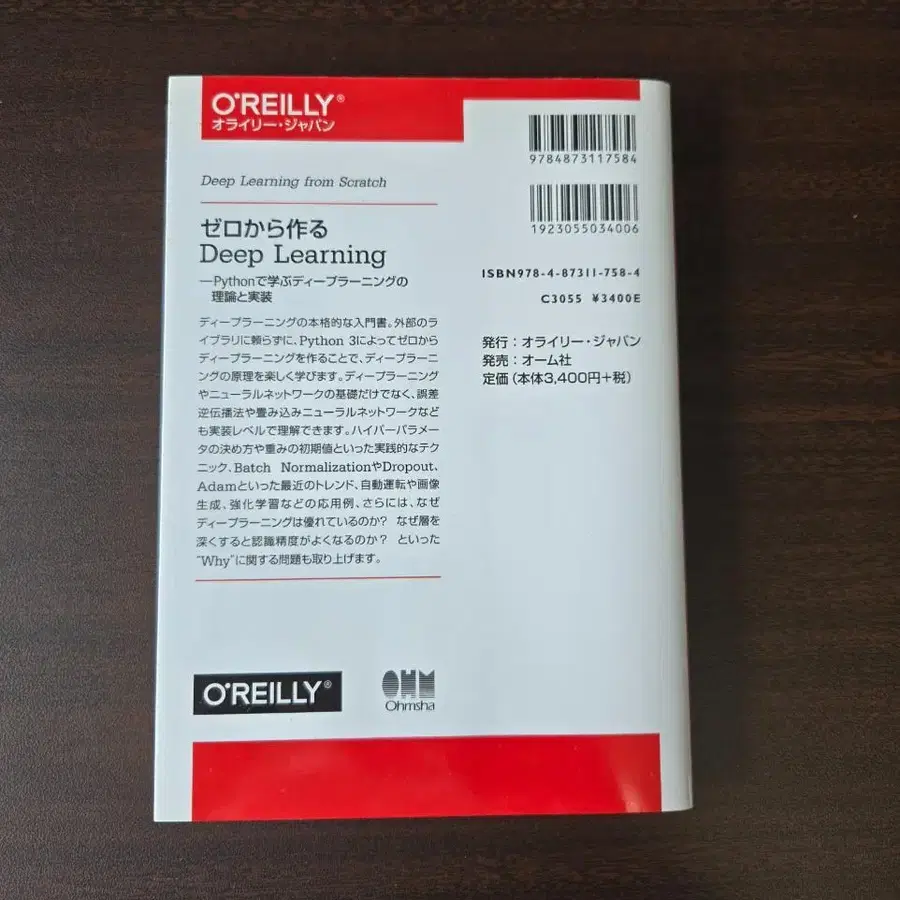 O'REILLY®
オライリー・ジャパン
Deep Learning from Scratch
ゼロから作る
Deep Learning
―Pythonで学ぶディープラーニングの
理論と実装
ディープラーニングの本格的な入門書。外部のラ
イブラリに頼らずに、Python 3によってゼロから
ディープラーニングを作ることで、ディープラーニ
ングの原理を楽しく学びます。ディープラーニング
やニューラルネットワークの基礎だけでなく、誤差
逆伝播法や畳み込みニューラルネットワークなど
も実装レベルで理解できます。ハイパーパラメー
タの決め方や重みの初期値といった実践的なテク
ニック、Batch NormalizationやDropout、
Adamといった最近のトレンド、自動運転や画像
生成、強化学習などの応用例、さらには、なぜ
ディープラーニングは優れているのか? なぜ層を
深くすると認識精度がよくなるのか? といった
"Why"に関する問題も取り上げます。
9784873117584
1923055034006
ISBN978-4-87311-758-4
C3055 ¥3400E
発行:オライリー・ジャパン
発売:オーム社
定価(本体3,400円+税)
O'REILLY®
OHM
Ohmsha